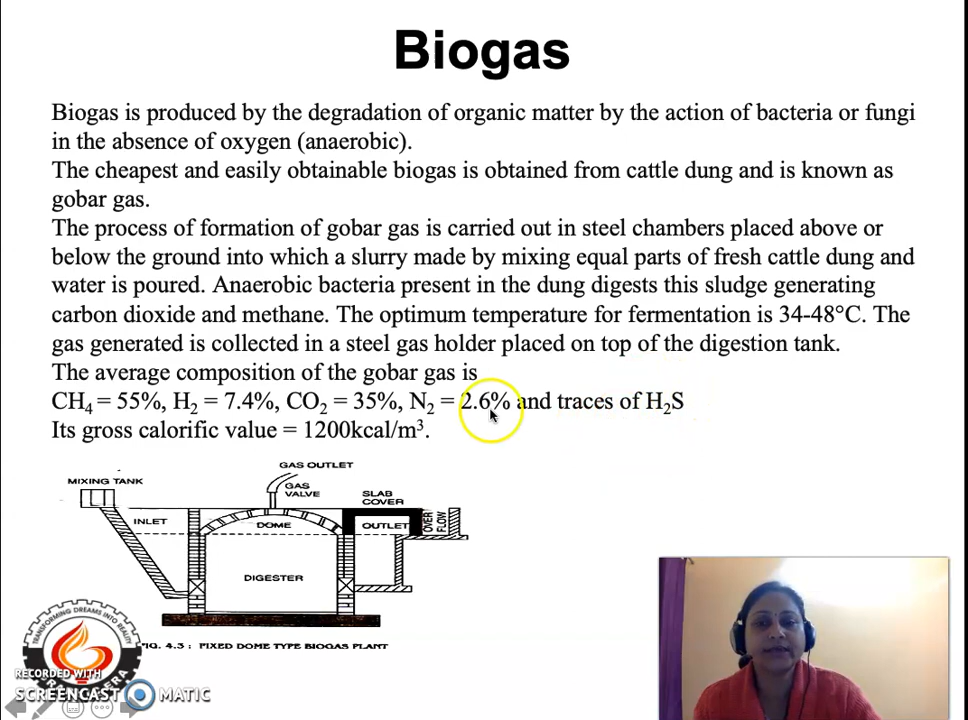 Biogas
Biogas is produced by the degradation of organic matter by the action of bacteria or fungi
in the absence of oxygen (anaerobic).
The cheapest and easily obtainable biogas is obtained from cattle dung and is known as
gobar gas.
The process of formation of gobar gas is carried out in steel chambers placed above or
below the ground into which a slurry made by mixing equal parts of fresh cattle dung and
water is poured. Anaerobic bacteria present in the dung digests this sludge generating
carbon dioxide and methane. The optimum temperature for fermentation is 34-48°C. The
gas generated is collected in a steel gas holder placed on top of the digestion tank.
The average composition of the gobar gas is
CH₄ = 55%, H₂ = 7.4%, CO₂ = 35%, N₂ = 2.6% and traces of H₂S
Its gross calorific value = 1200kcal/m³.
GAS OUTLET
MIXING TANK
GAS
VALVE
SLAB
COVER
INLET
DOME
OUTLET
OVER
FLOW
DIGESTER
FIG. 4.3 : FIXED DOME TYPE BIOGAS PLANT
TRANSFORMING DREAMS INTO REALITY
ERA
RECORDED WITH
SCREENCAST MATIC